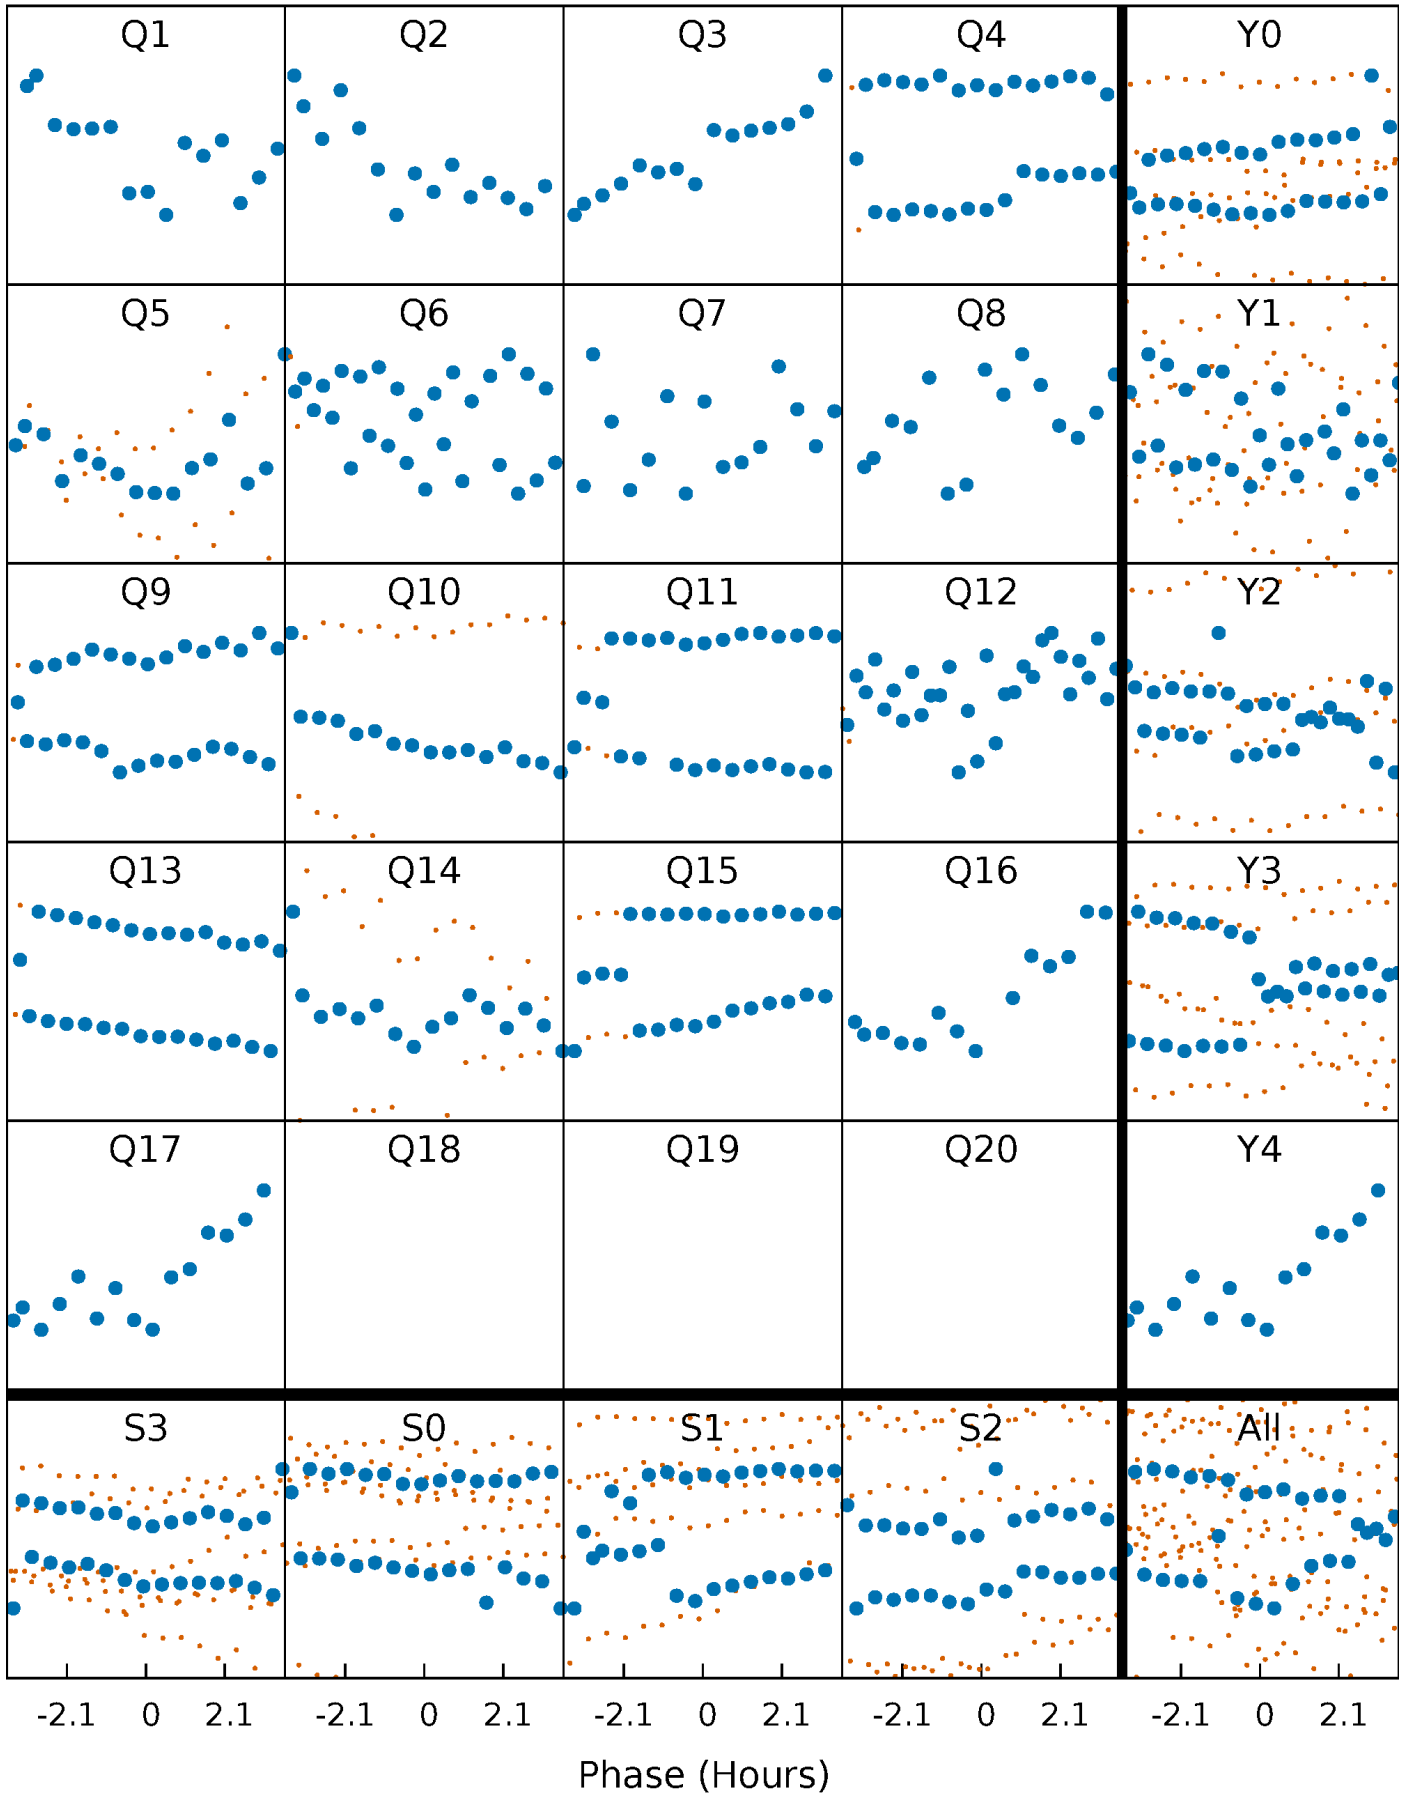 Q1 Q2 Q3 Q4 Y0
Q5 Q6 Q7 Q8 Y1
Q9 Q10 Q11 Q12 Y2
Q13 Q14 Q15 Q16 Y3
Q17 Q18 Q19 Q20 Y4
S3 S0 S1 S2 All
-2.1 0 2.1 -2.1 0 2.1 -2.1 0 2.1 -2.1 0 2.1 -2.1 0 2.1
Phase (Hours)